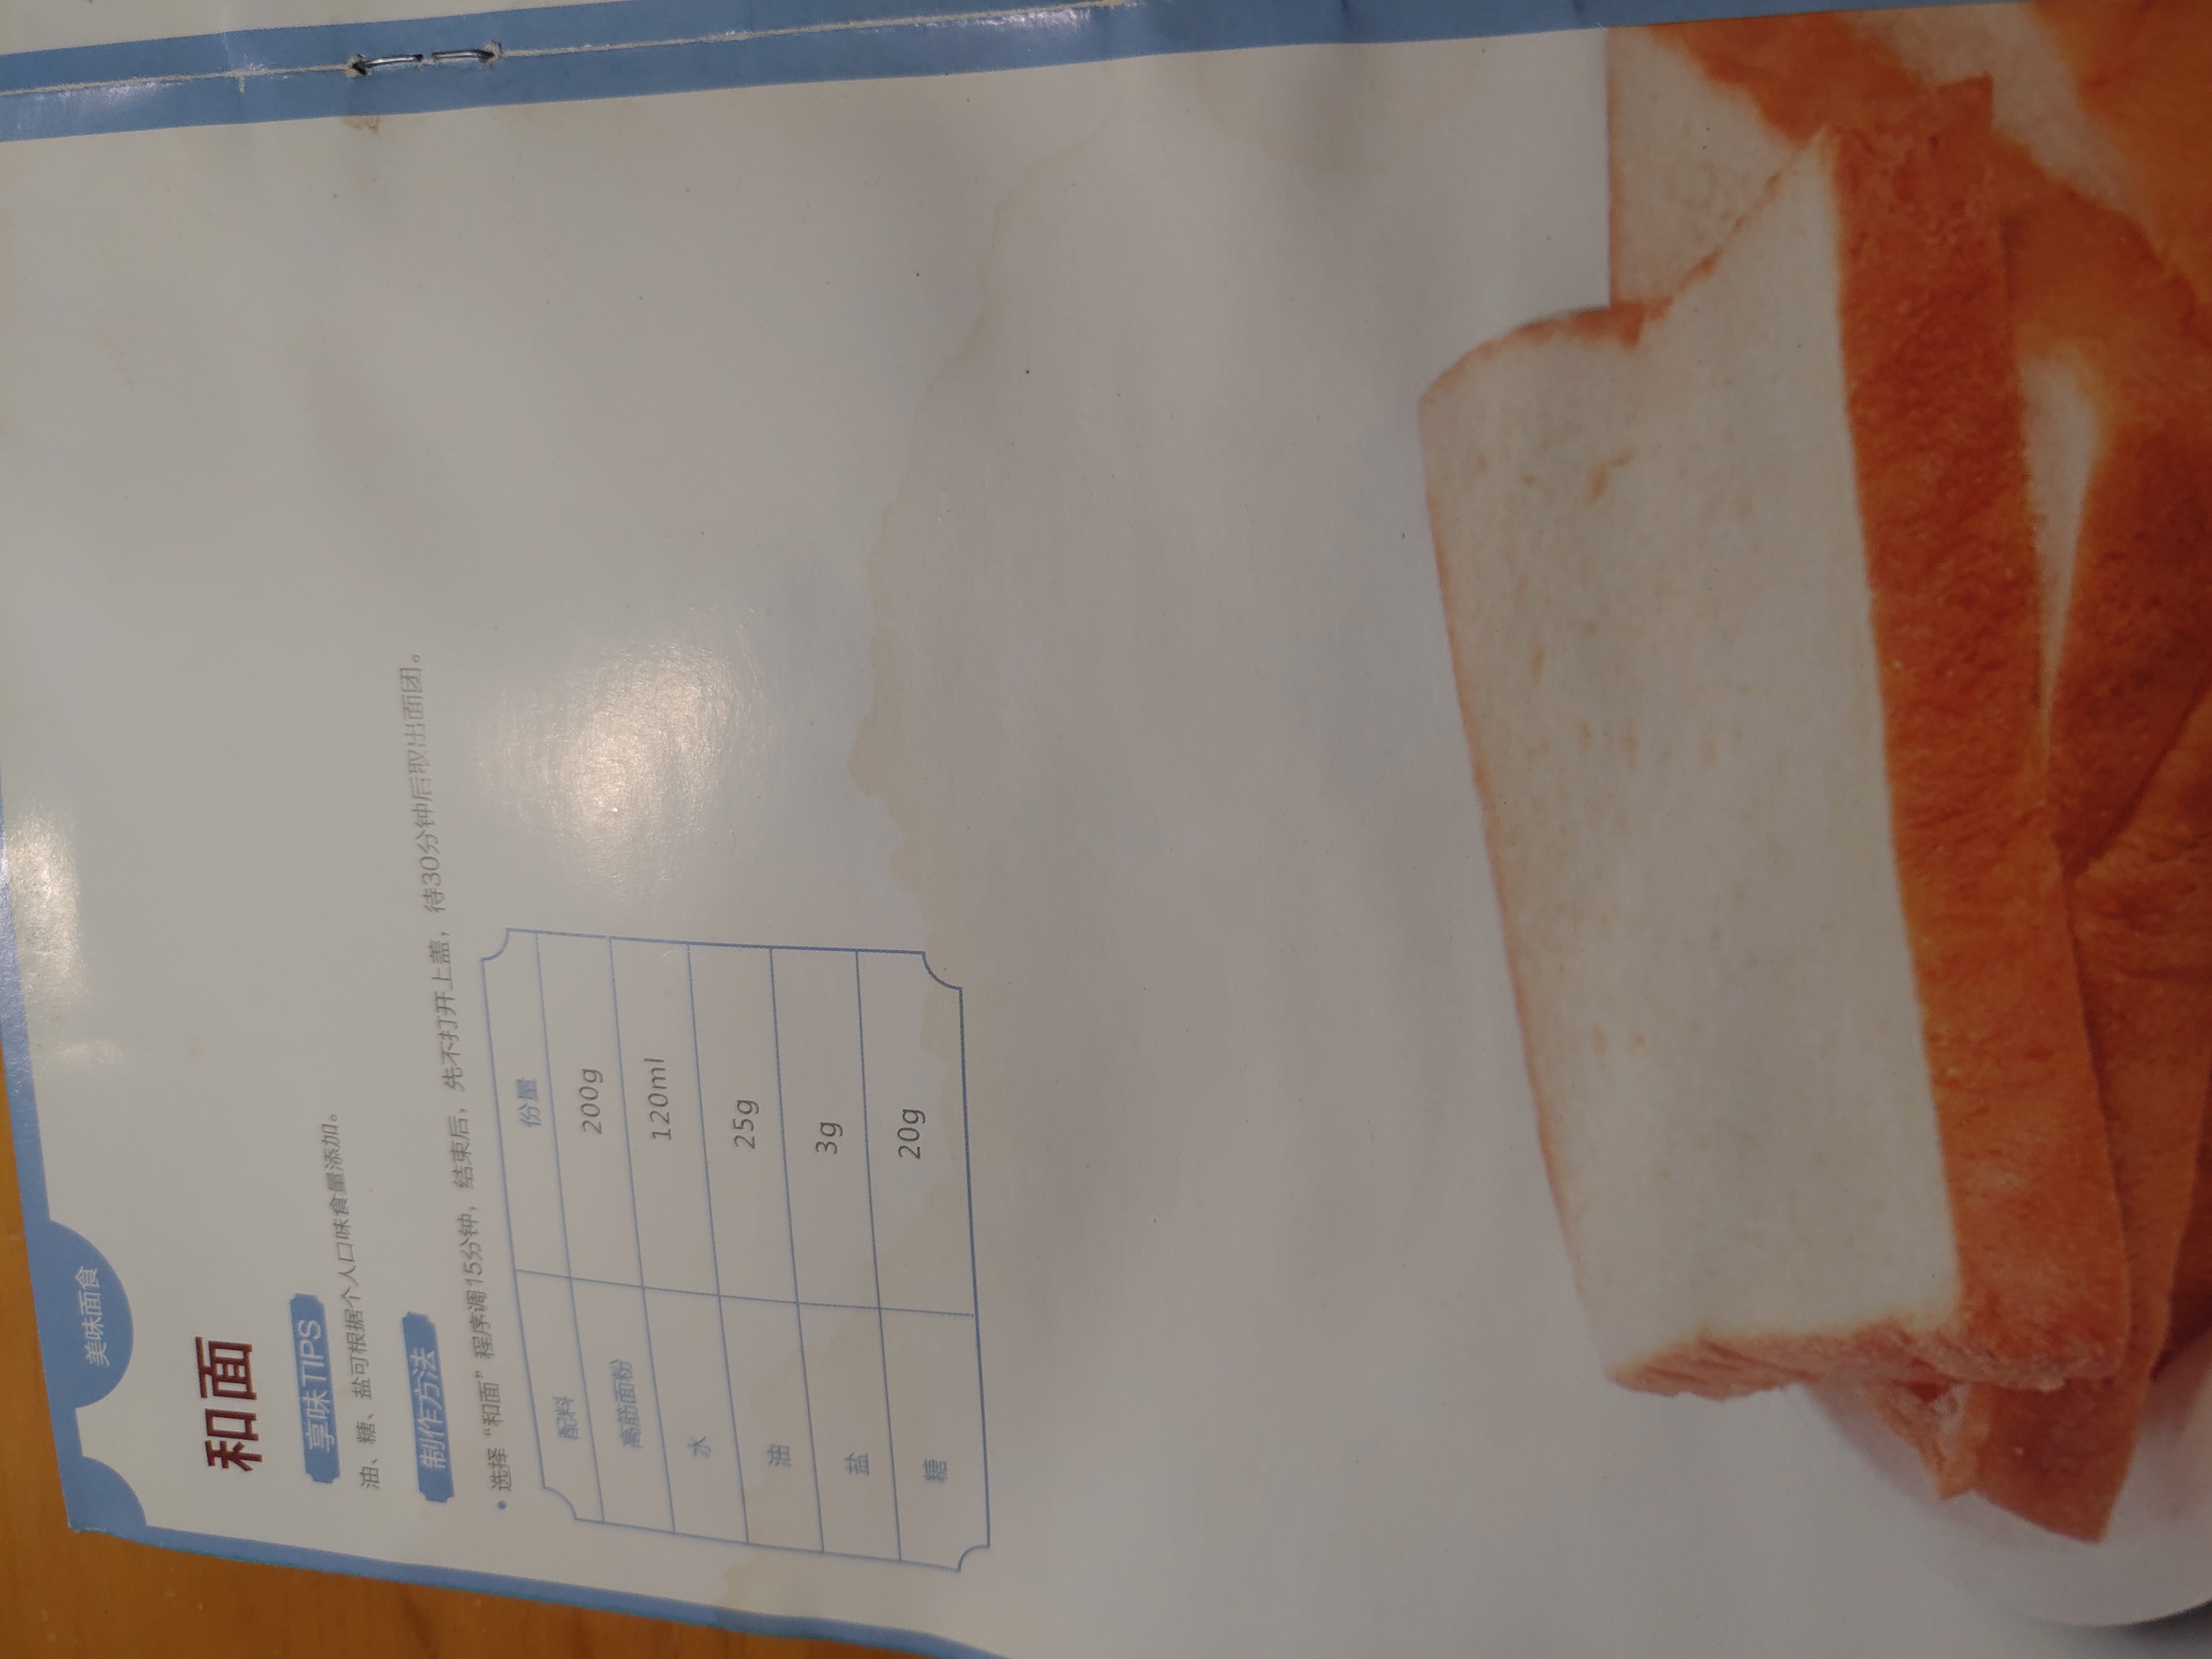 美味面食
和面
享味TIPS
油、糖、盐可根据个人口味食量添加。
制作方法
• 选择“和面”程序调15分钟，结束后，先不打开上盖，待30分钟后取出面团。
配料 份量
高筋面粉 200g
水 120ml
油 25g
盐 3g
糖 20g